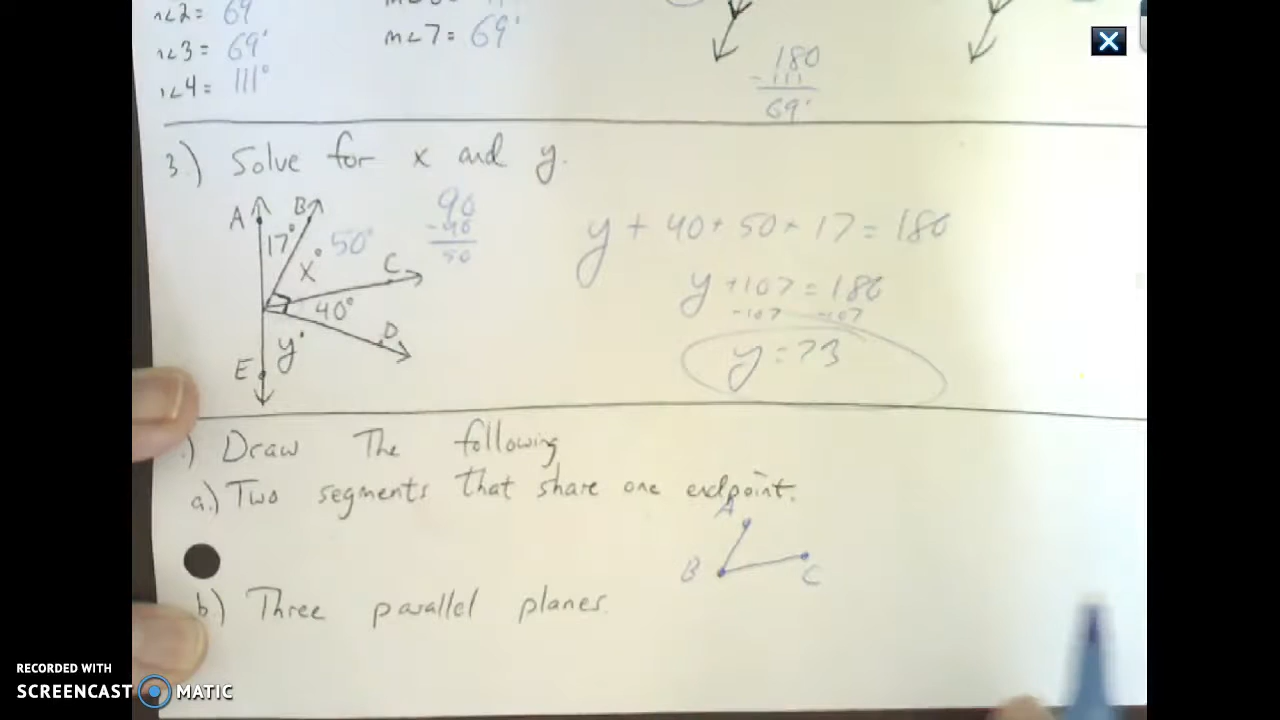 m<2 = 69
m<3 = 69°
m<4 = 111°
m<7 = 69°
180
- 111
69°
3.) Solve for x and y.
A
B
17°
50°
x°
C
40°
D
y°
E
90
- 40
50
y + 40 + 50 + 17 = 180
y + 107 = 180
-107 -107
y = 73
.) Draw The following
a.) Two segments that share one endpoint.
A
B
C
b.) Three parallel planes.
RECORDED WITH
SCREENCAST MATIC